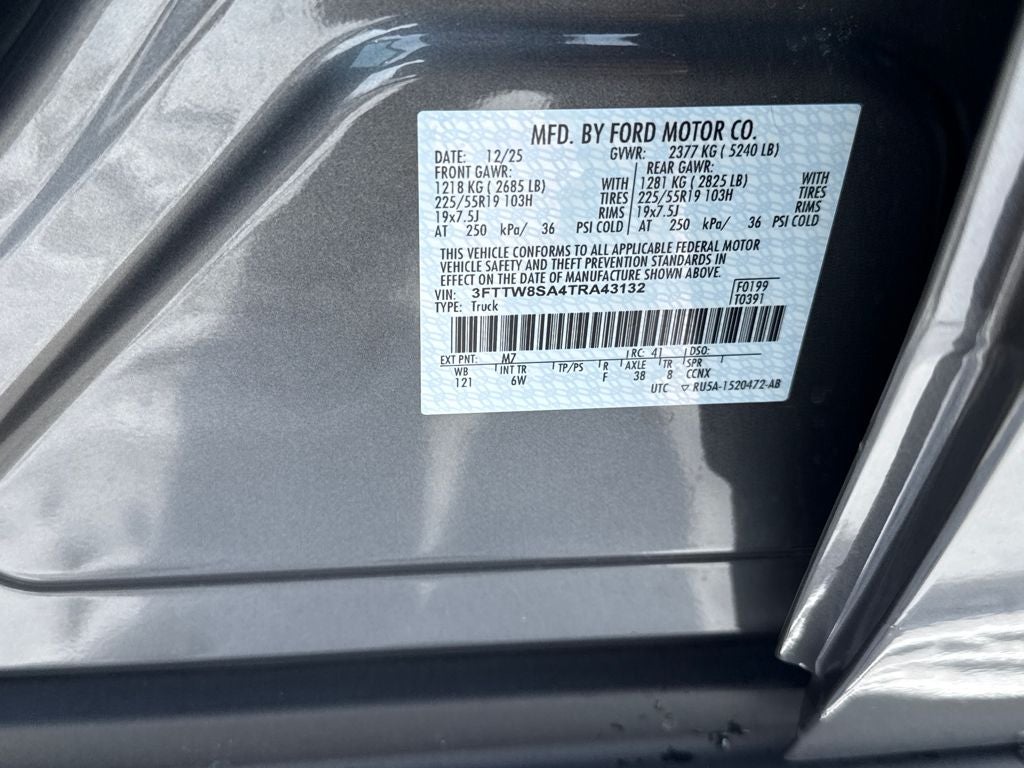 MFD. BY FORD MOTOR CO.
DATE: 12/25 GVWR: 2377 KG ( 5240 LB)
FRONT GAWR: REAR GAWR:
1218 KG ( 2685 LB) WITH 1281 KG ( 2825 LB) WITH
225/55R19 103H TIRES 225/55R19 103H TIRES
19x7.5J RIMS 19x7.5J RIMS
AT 250 kPa/ 36 PSI COLD AT 250 kPa/ 36 PSI COLD
THIS VEHICLE CONFORMS TO ALL APPLICABLE FEDERAL MOTOR
VEHICLE SAFETY AND THEFT PREVENTION STANDARDS IN
EFFECT ON THE DATE OF MANUFACTURE SHOWN ABOVE.
VIN: 3FTTW8SA4TRA43132 F0199
TYPE: Truck T0391
EXT PNT: M7 RC: 41 DSO:
WB INT TR TP/PS R AXLE TR SPR
121 6W F 38 8 CCNX
UTC ▽ RU5A-1520472-AB